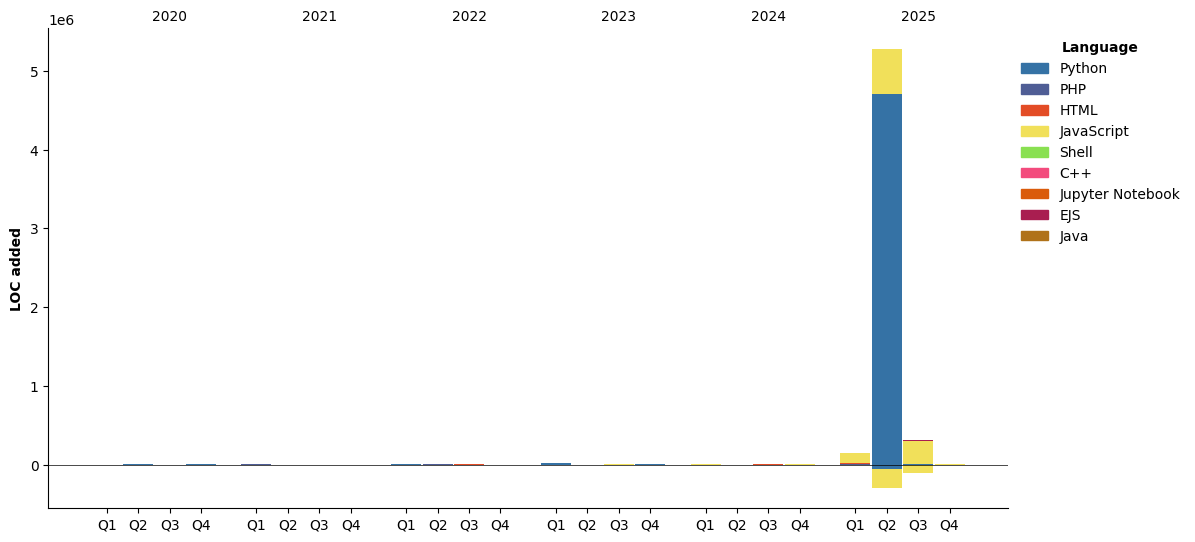 1e6
2020 2021 2022 2023 2024 2025
Language
Python
PHP
HTML
JavaScript
Shell
C++
Jupyter Notebook
EJS
Java
LOC added
5
4
3
2
1
0
Q1 Q2 Q3 Q4 Q1 Q2 Q3 Q4 Q1 Q2 Q3 Q4 Q1 Q2 Q3 Q4 Q1 Q2 Q3 Q4 Q1 Q2 Q3 Q4